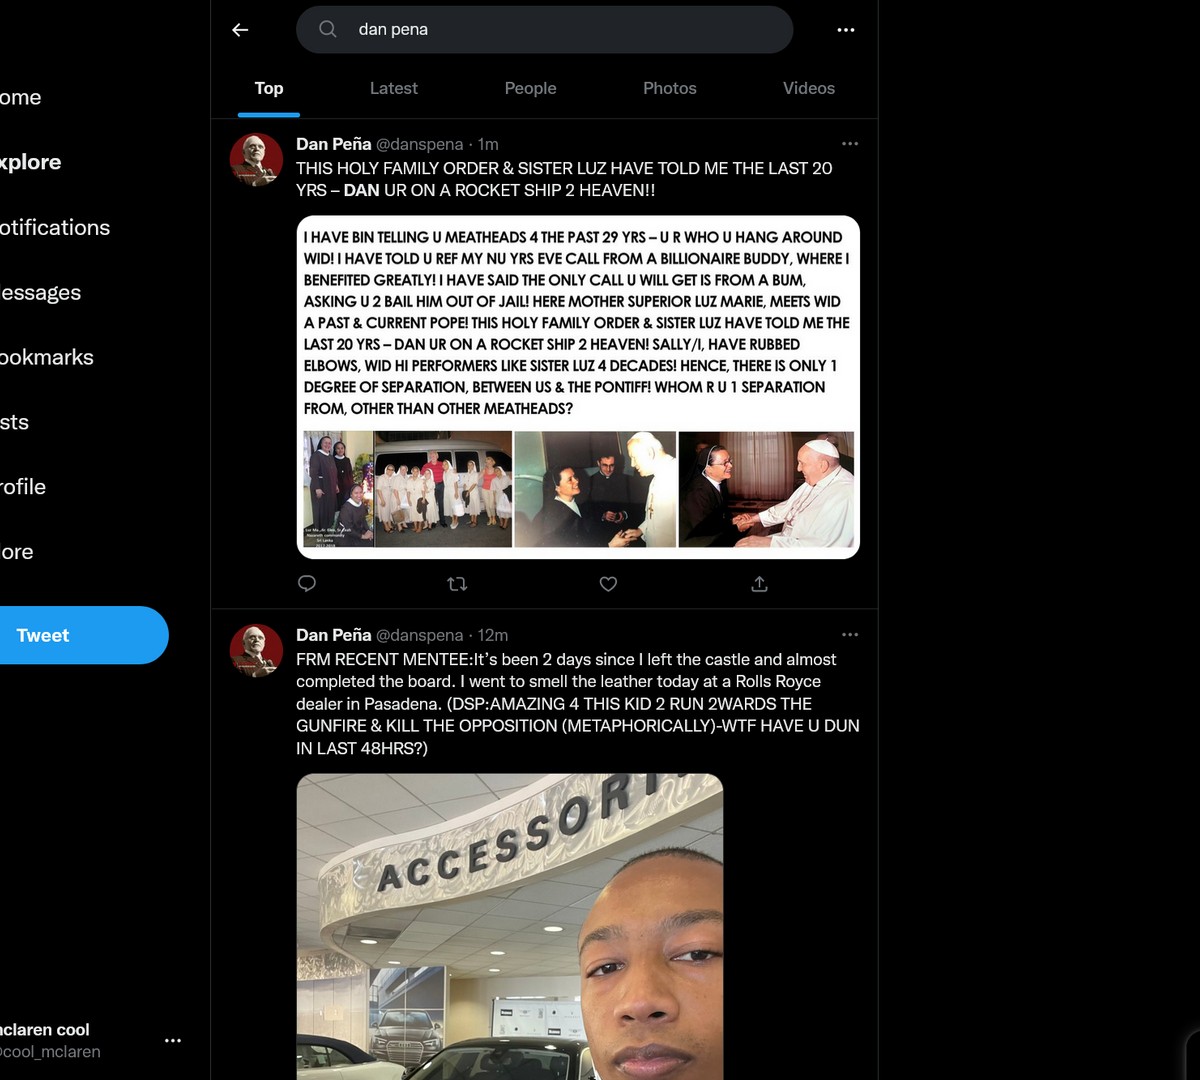 dan pena
Top
Latest
People
Photos
Videos
ome
xplore
otifications
lessages
ookmarks
sts
rofile
lore
Tweet
nclaren cool
@cool_mclaren
Dan Peña @danspena · 1m
THIS HOLY FAMILY ORDER & SISTER LUZ HAVE TOLD ME THE LAST 20
YRS – DAN UR ON A ROCKET SHIP 2 HEAVEN!!
I HAVE BIN TELLING U MEATHEADS 4 THE PAST 29 YRS – U R WHO U HANG AROUND
WID! I HAVE TOLD U REF MY NU YRS EVE CALL FROM A BILLIONAIRE BUDDY, WHERE I
BENEFITED GREATLY! I HAVE SAID THE ONLY CALL U WILL GET IS FROM A BUM,
ASKING U 2 BAIL HIM OUT OF JAIL! HERE MOTHER SUPERIOR LUZ MARIE, MEETS WID
A PAST & CURRENT POPE! THIS HOLY FAMILY ORDER & SISTER LUZ HAVE TOLD ME THE
LAST 20 YRS – DAN UR ON A ROCKET SHIP 2 HEAVEN! SALLY/I, HAVE RUBBED
ELBOWS, WID HI PERFORMERS LIKE SISTER LUZ 4 DECADES! HENCE, THERE IS ONLY 1
DEGREE OF SEPARATION, BETWEEN US & THE PONTIFF! WHOM R U 1 SEPARATION
FROM, OTHER THAN OTHER MEATHEADS?
Dan Peña @danspena · 12m
FRM RECENT MENTEE:It’s been 2 days since I left the castle and almost
completed the board. I went to smell the leather today at a Rolls Royce
dealer in Pasadena. (DSP:AMAZING 4 THIS KID 2 RUN 2WARDS THE
GUNFIRE & KILL THE OPPOSITION (METAPHORICALLY)-WTF HAVE U DUN
IN LAST 48HRS?)
ACCESSORI